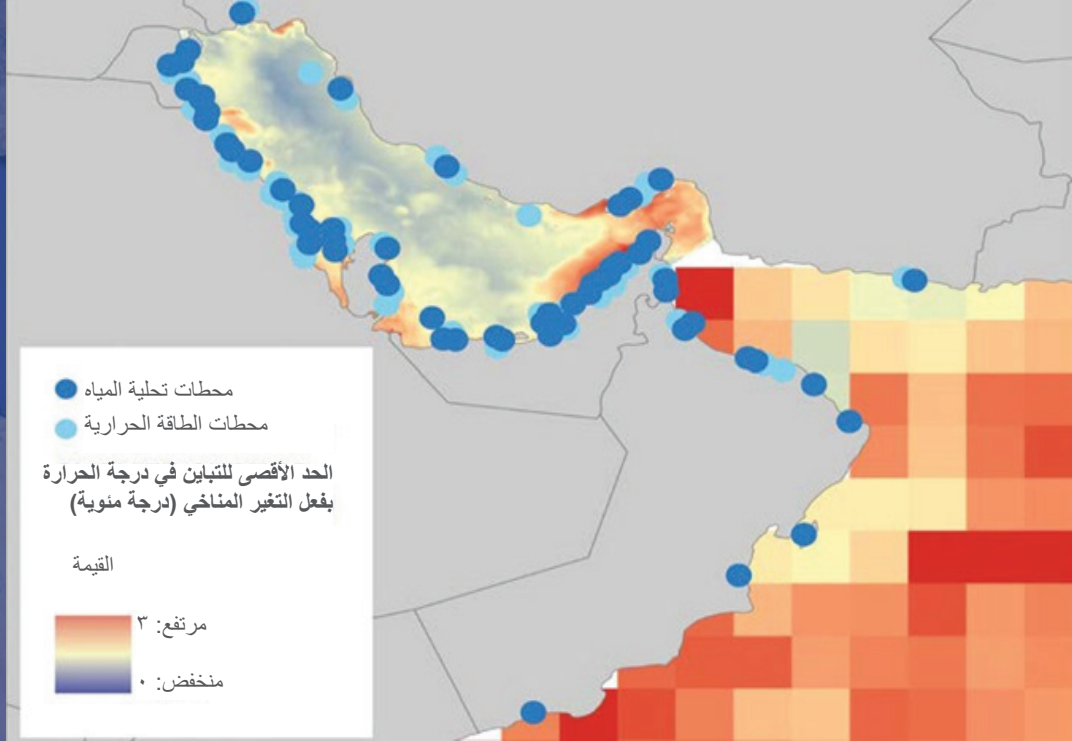 محطات تحلية المياه
محطات الطاقة الحرارية
الحد الأقصى للتباين في درجة الحرارة
بفعل التغير المناخي (درجة مئوية)
القيمة
مرتفع: ٣
منخفض: ٠